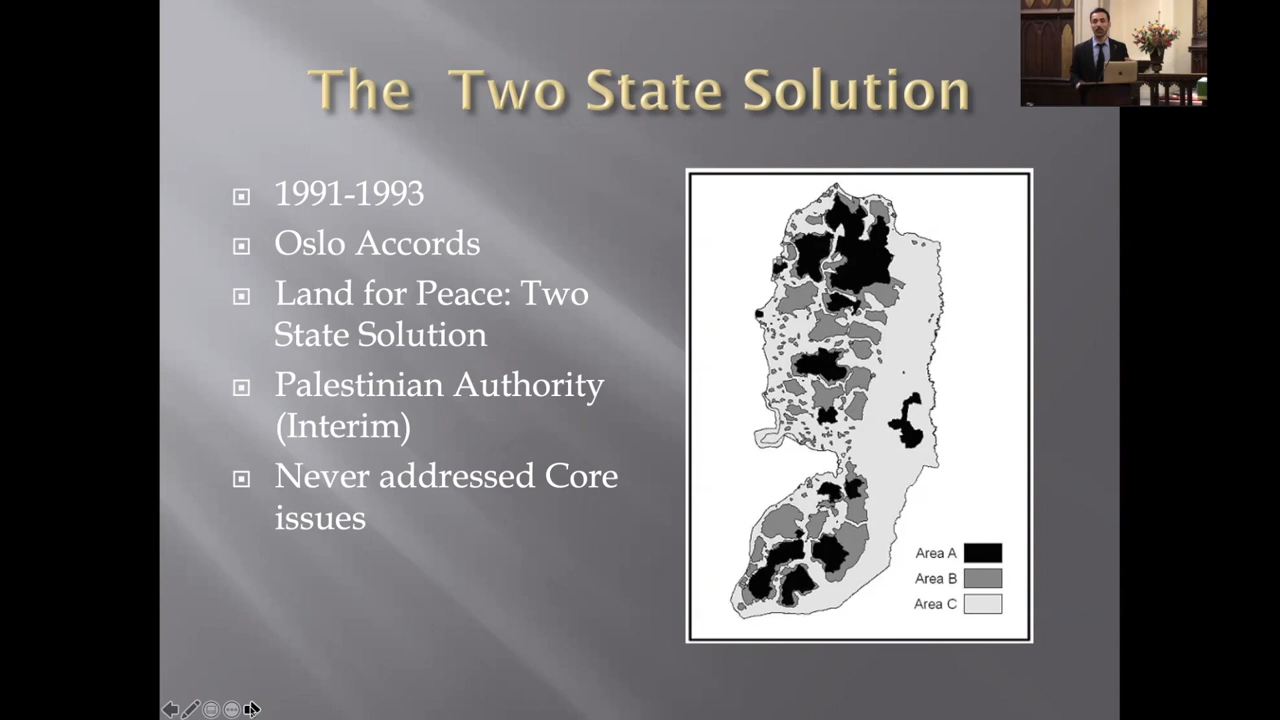 The Two State Solution
1991-1993
Oslo Accords
Land for Peace: Two
State Solution
Palestinian Authority
(Interim)
Never addressed Core
issues
Area A
Area B
Area C